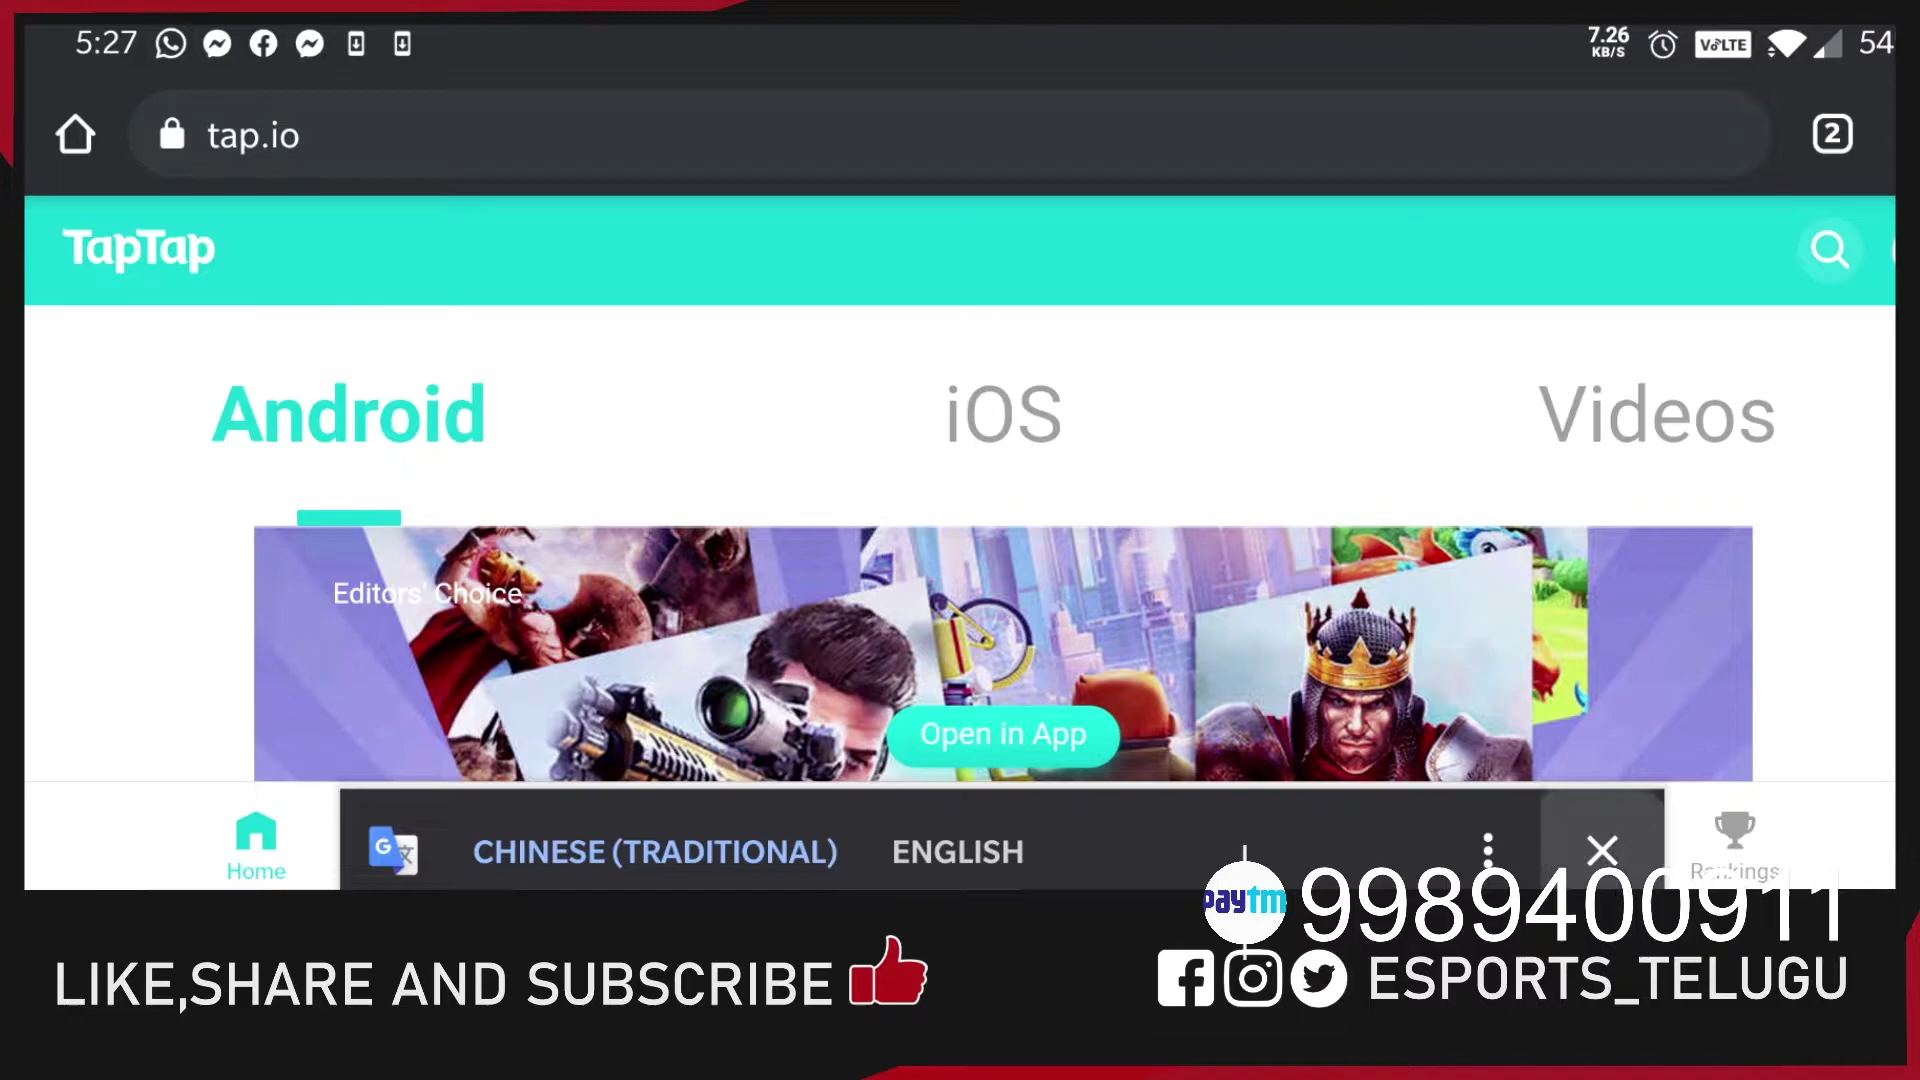 5:27
7.26
KB/S
VoLTE
54
tap.io
2
TapTap
Android
iOS
Videos
Editors' Choice
Open in App
Home
G
CHINESE (TRADITIONAL)
ENGLISH
Rankings
paytm
9989400911
LIKE,SHARE AND SUBSCRIBE
ESPORTS_TELUGU